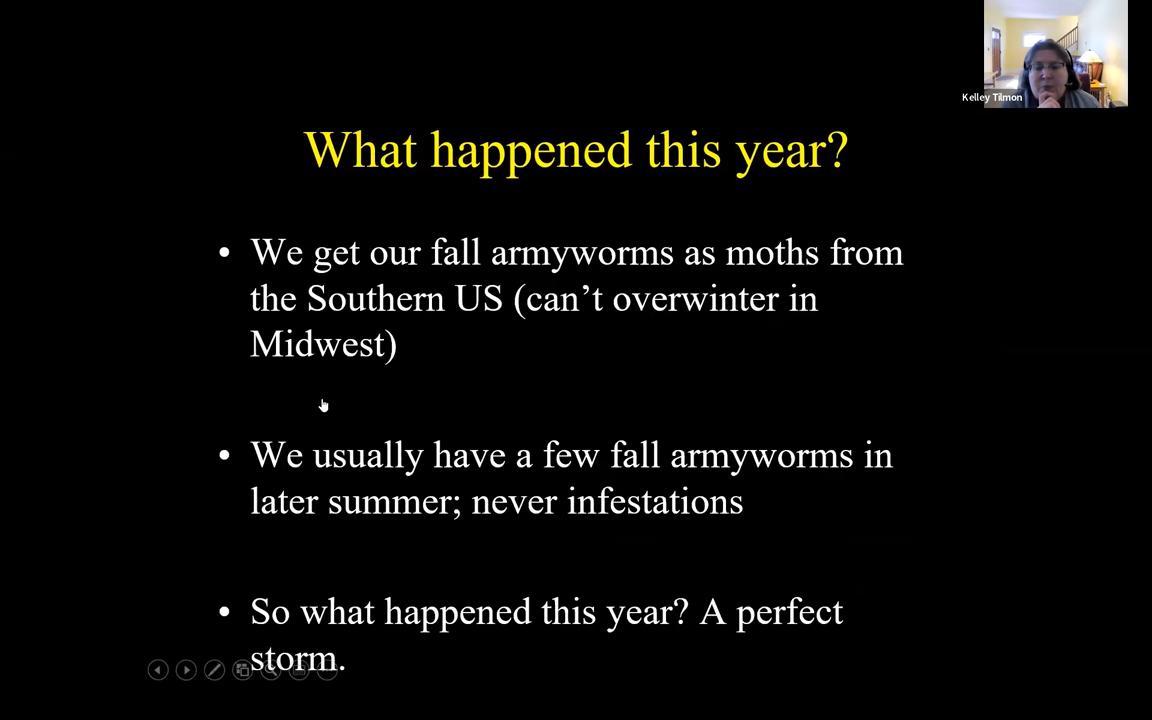 Kelley Tilmon
What happened this year?
• We get our fall armyworms as moths from
the Southern US (can't overwinter in
Midwest)
• We usually have a few fall armyworms in
later summer; never infestations
• So what happened this year? A perfect
storm.